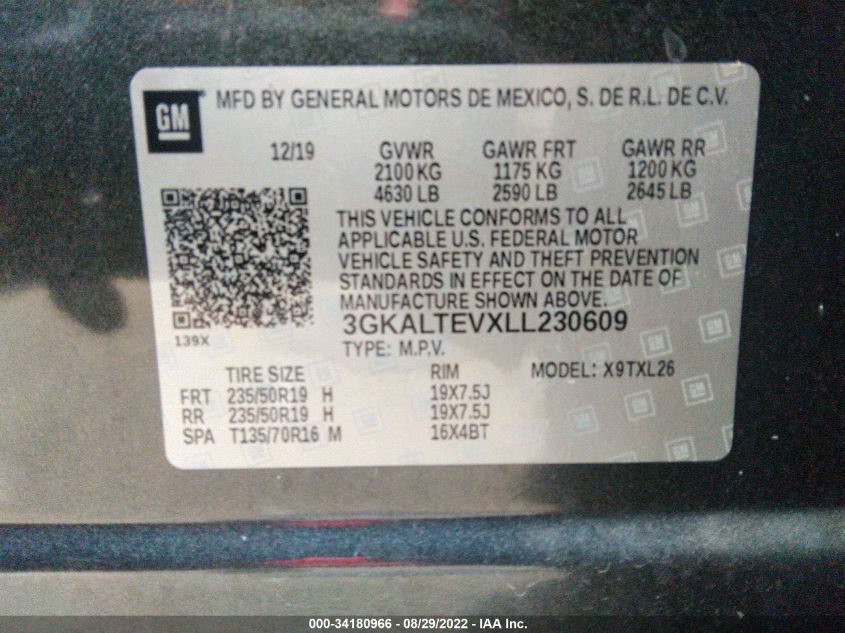 GM
MFD BY GENERAL MOTORS DE MEXICO, S. DE R.L. DE C.V.
12/19 GVWR GAWR FRT GAWR RR
2100 KG 1175 KG 1200 KG
4630 LB 2590 LB 2645 LB
THIS VEHICLE CONFORMS TO ALL
APPLICABLE U.S. FEDERAL MOTOR
VEHICLE SAFETY AND THEFT PREVENTION
STANDARDS IN EFFECT ON THE DATE OF
MANUFACTURE SHOWN ABOVE.
139X
3GKALTEVXLL230609
TYPE: M.P.V.
TIRE SIZE RIM MODEL: X9TXL26
FRT 235/50R19 H 19X7.5J
RR 235/50R19 H 19X7.5J
SPA T135/70R16 M 16X4BT
000-34180966 - 08/29/2022 - IAA Inc.